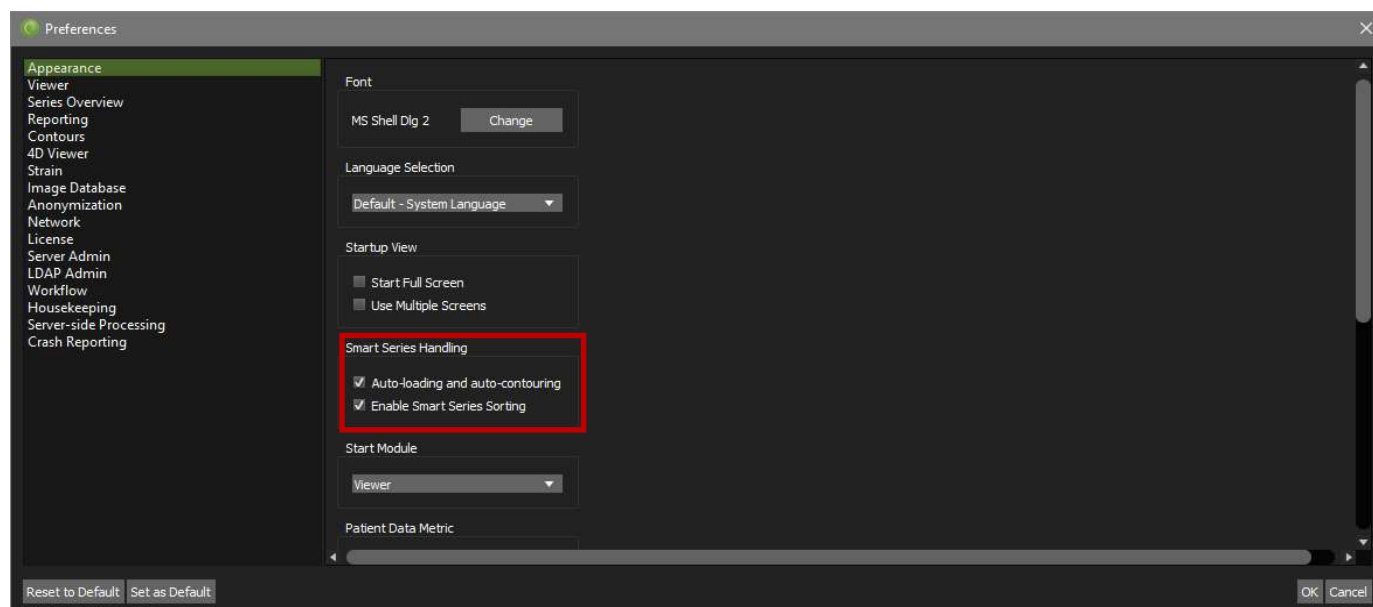 Preferences
Appearance
Viewer
Series Overview
Reporting
Contours
4D Viewer
Strain
Image Database
Anonymization
Network
License
Server Admin
LDAP Admin
Workflow
Housekeeping
Server-side Processing
Crash Reporting
Font
MS Shell Dlg 2 Change
Language Selection
Default - System Language
Startup View
Start Full Screen
Use Multiple Screens
Smart Series Handling
Auto-loading and auto-contouring
Enable Smart Series Sorting
Start Module
Viewer
Patient Data Metric
Reset to Default Set as Default OK Cancel